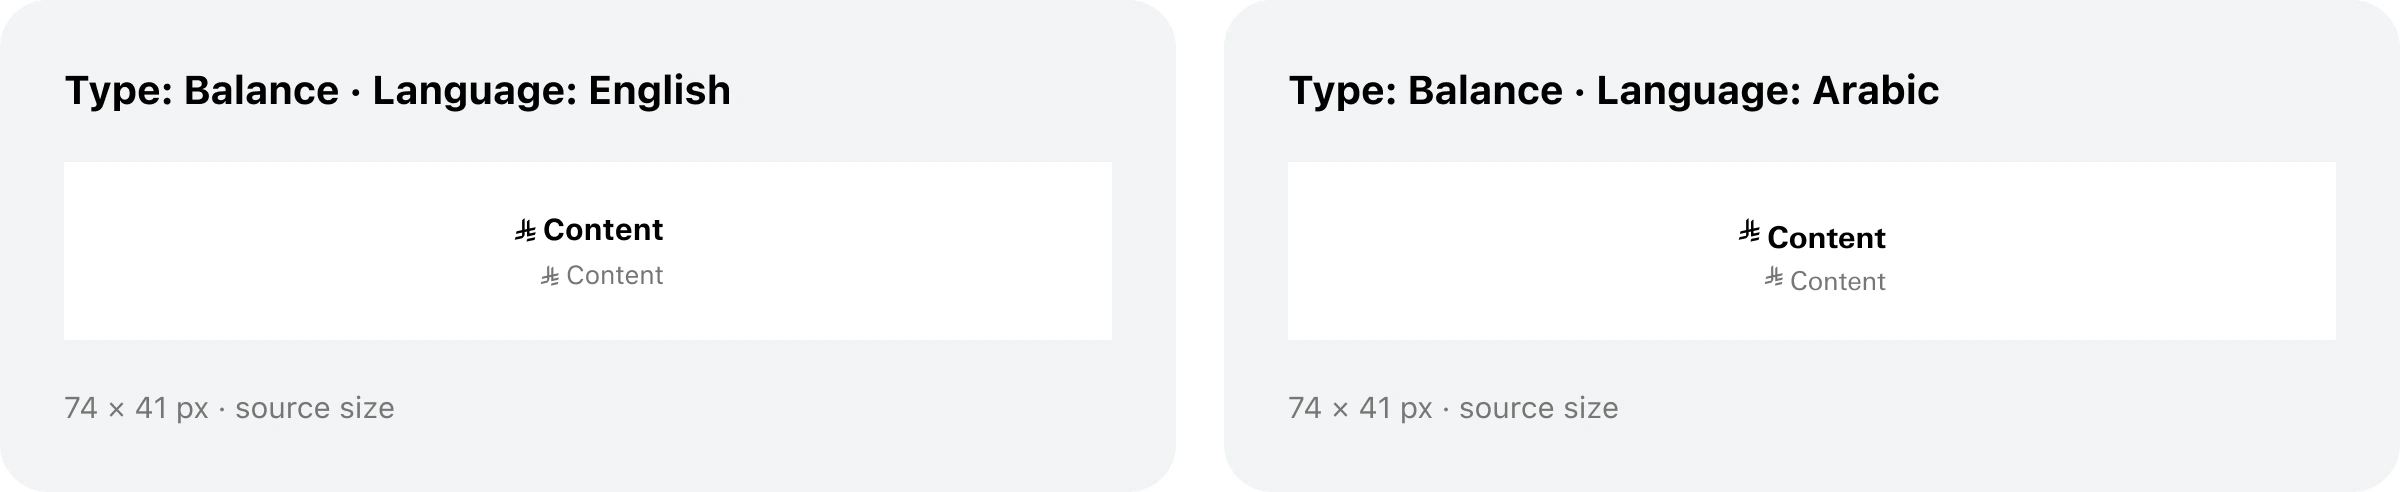 Type: Balance · Language: English
⃁ Content
⃁ Content
74 × 41 px · source size
Type: Balance · Language: Arabic
⃁ Content
⃁ Content
74 × 41 px · source size